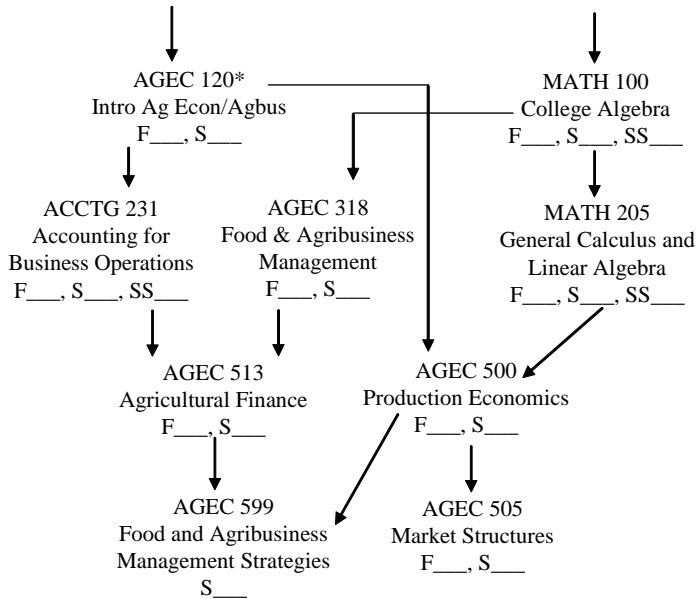 AGEC 120*
Intro Ag Econ/Agbus
F___, S___
MATH 100
College Algebra
F___, S___, SS___
ACCTG 231
Accounting for
Business Operations
F___, S___, SS___
AGEC 318
Food & Agribusiness
Management
F___, S___
MATH 205
General Calculus and
Linear Algebra
F___, S___, SS___
AGEC 513
Agricultural Finance
F___, S___
AGEC 500
Production Economics
F___, S___
AGEC 599
Food and Agribusiness
Management Strategies
S___
AGEC 505
Market Structures
F___, S___